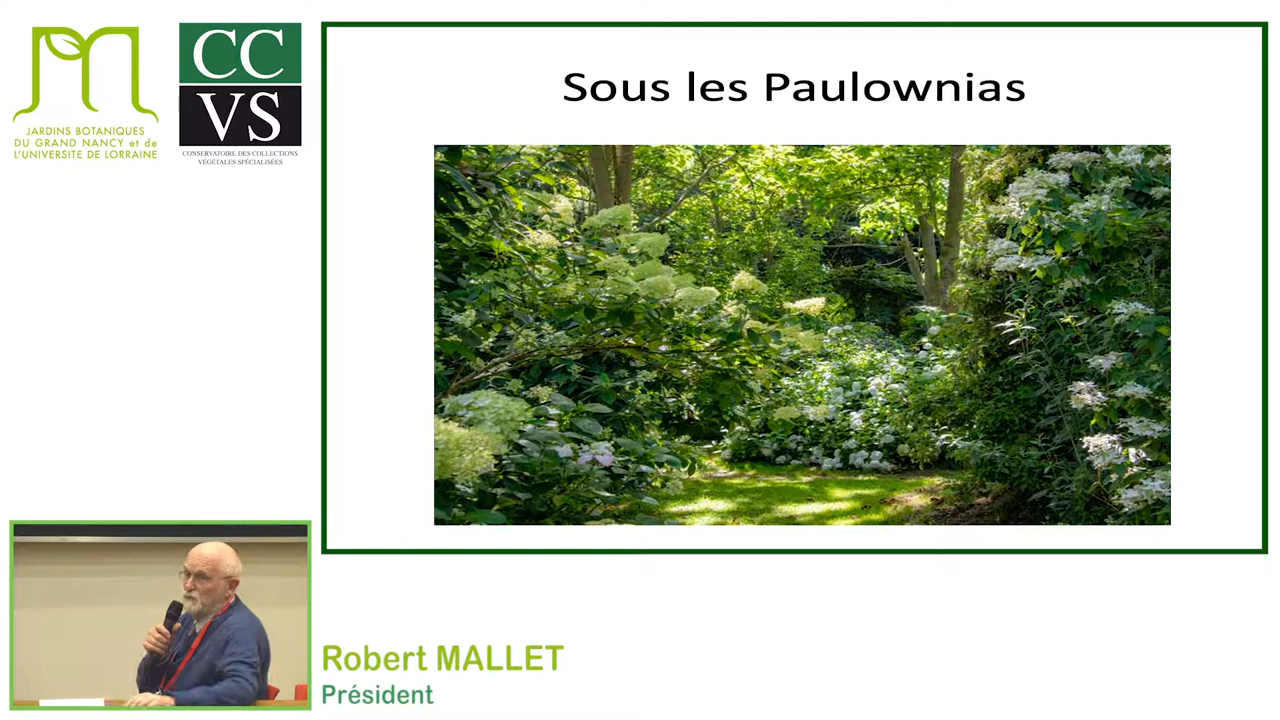 JARDINS BOTANIQUES
DU GRAND NANCY et de
L'UNIVERSITE DE LORRAINE
CC
VS
CONSERVATOIRE DES COLLECTIONS
VÉGÉTALES SPÉCIALISÉES
Sous les Paulownias
Robert MALLET
Président